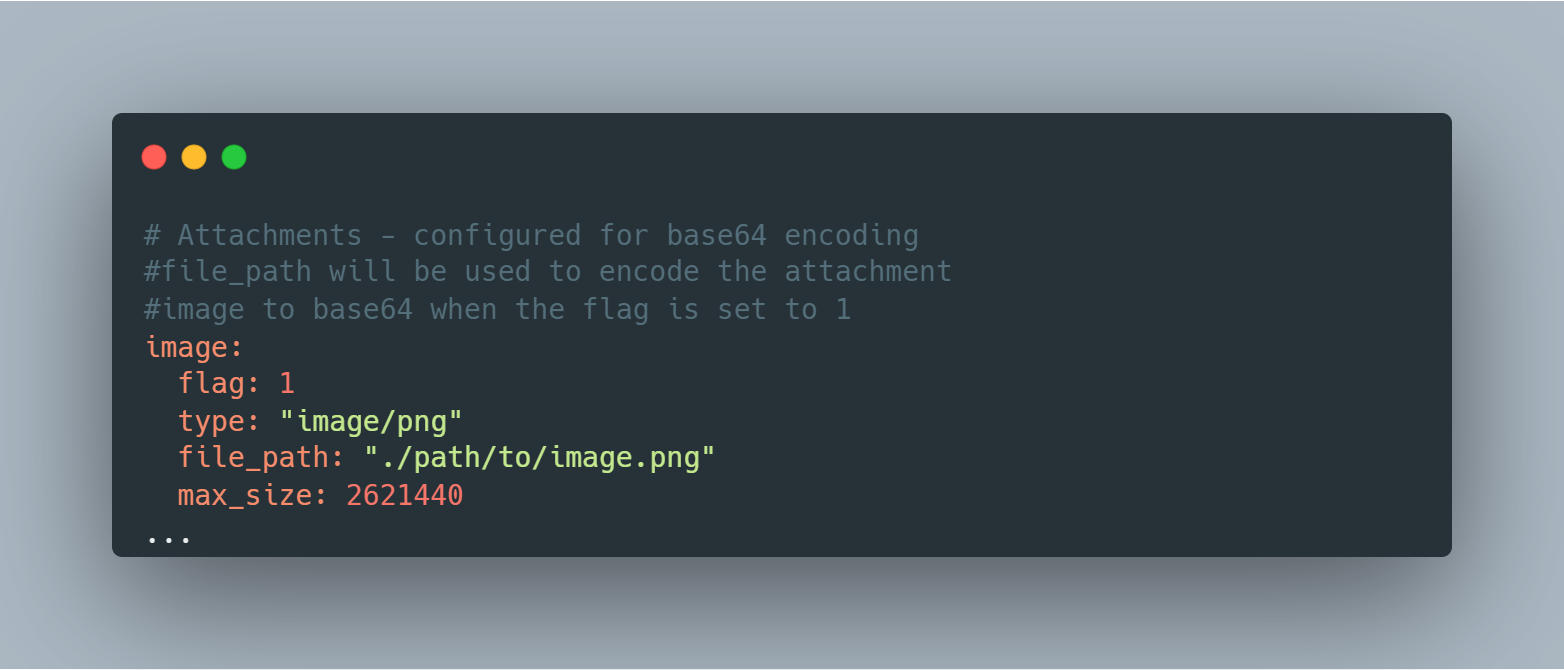 # Attachments - configured for base64 encoding
#file_path will be used to encode the attachment
#image to base64 when the flag is set to 1
image:
  flag: 1
  type: "image/png"
  file_path: "./path/to/image.png"
  max_size: 2621440
...